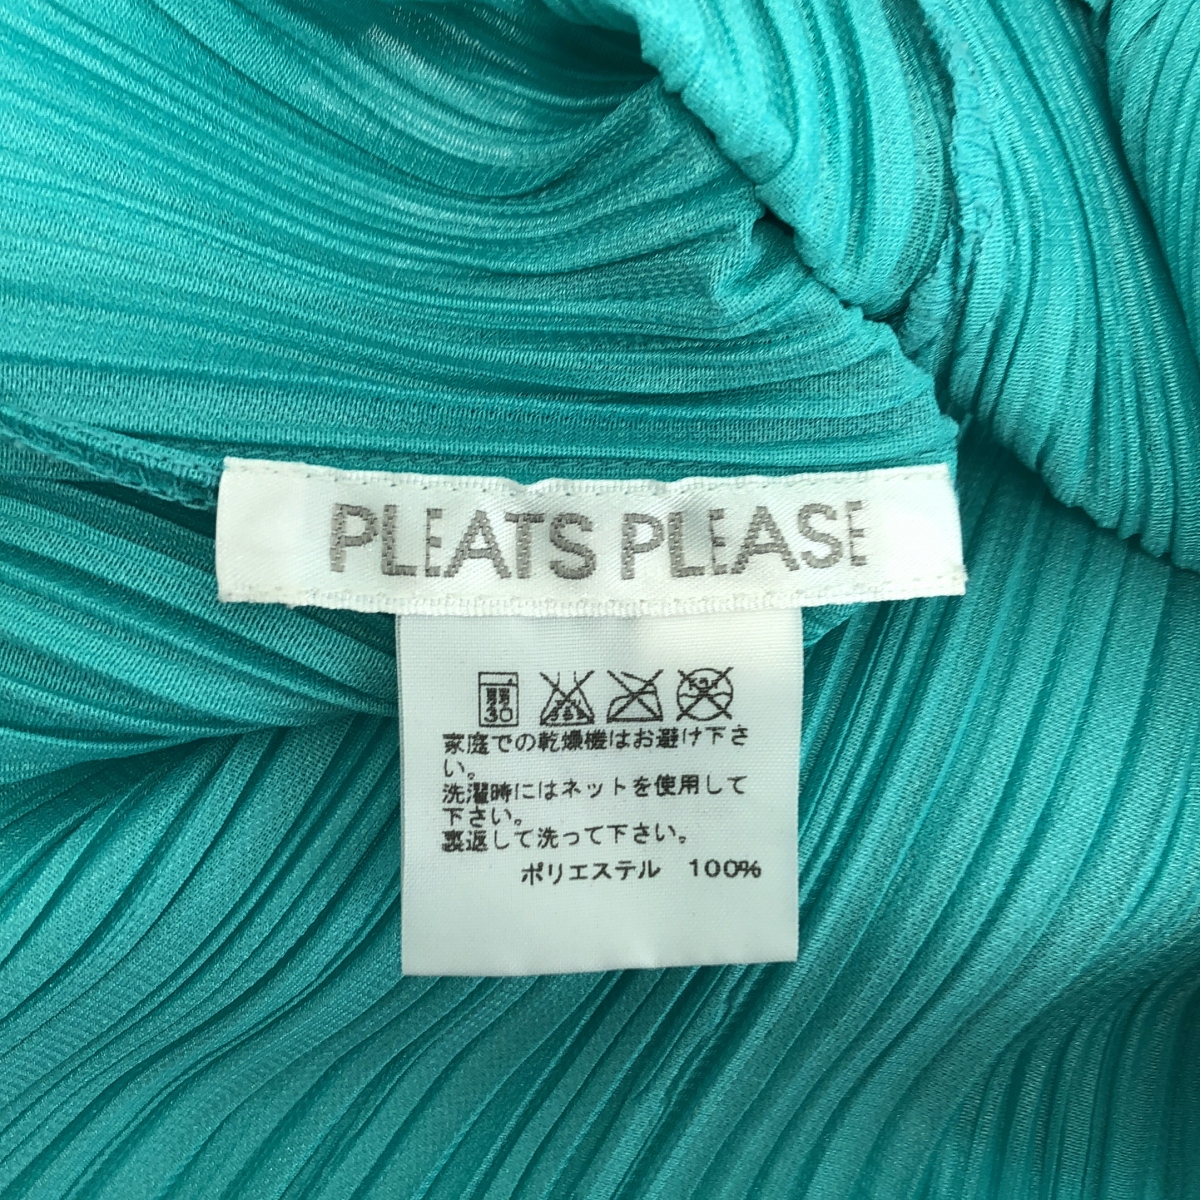 PLEATS PLEASE
30
家庭での乾燥機はお避け下さ
い。
洗濯時にはネットを使用して
下さい。
裏返して洗って下さい。
ポリエステル 100%